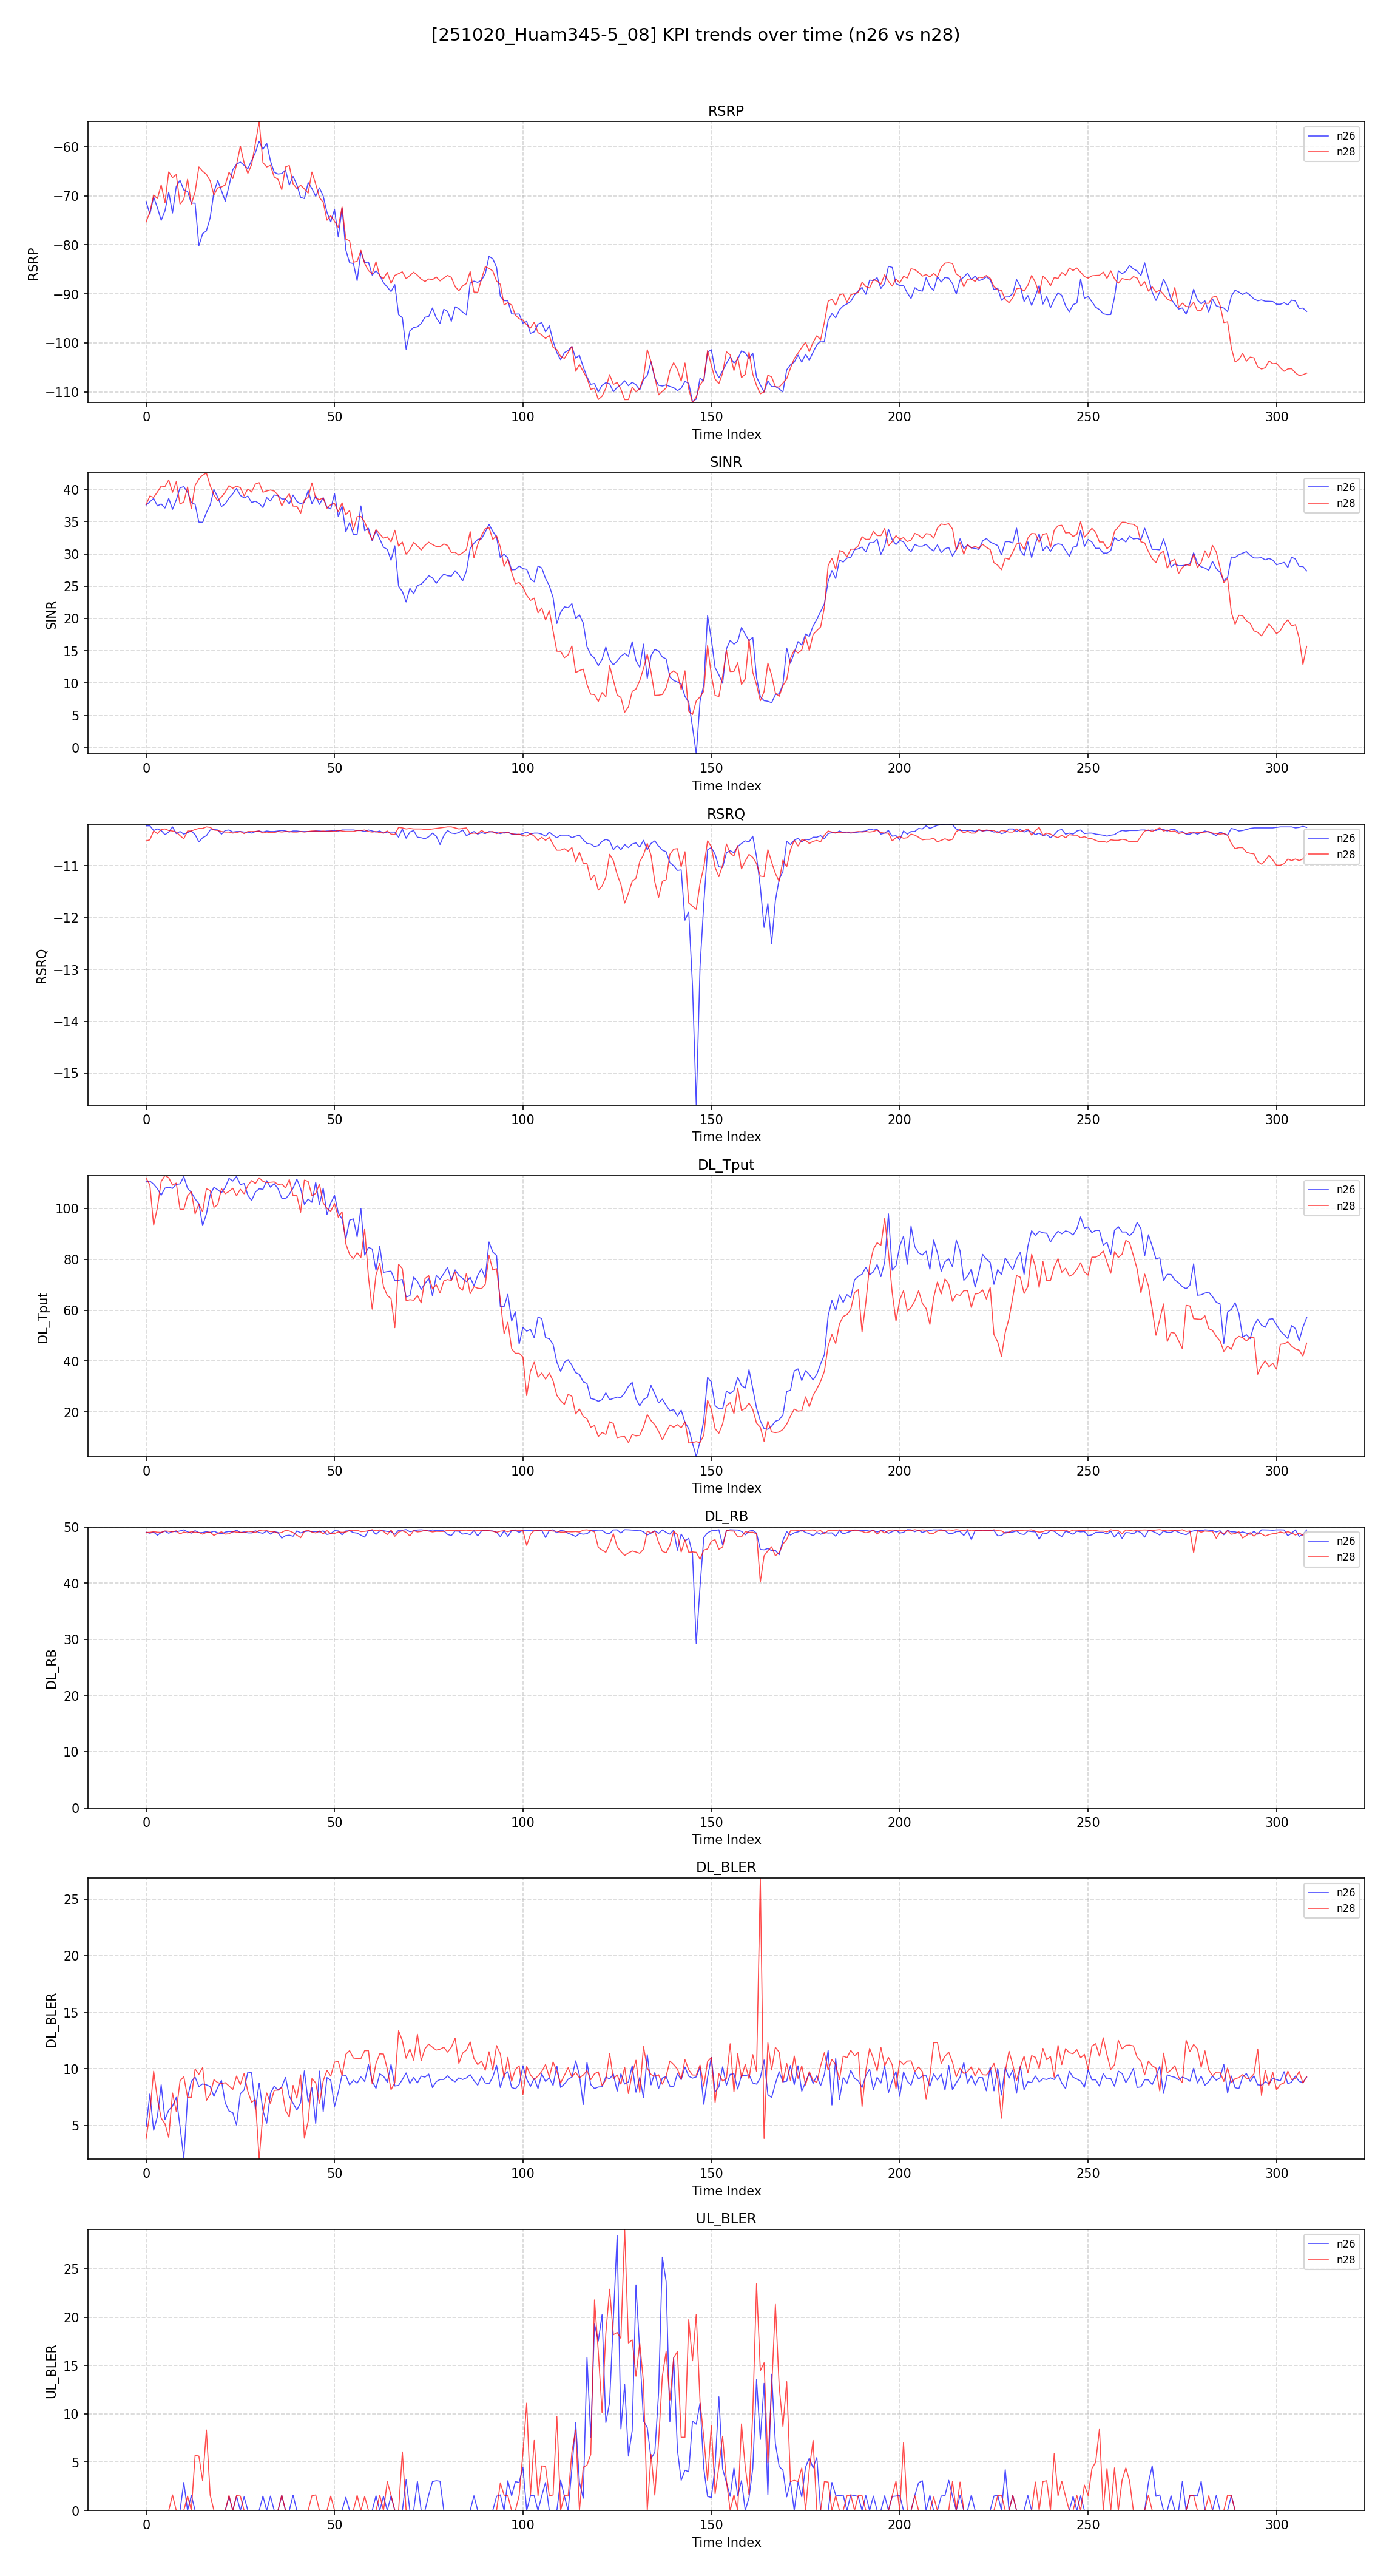 [251020_Huam345-5_08] KPI trends over time (n26 vs n28)
RSRP
−60
−70
−80
−90
−100
−110
RSRP
n26
n28
0 50 100 150 200 250 300
Time Index
SINR
40
35
30
25
20
15
10
5
0
SINR
n26
n28
0 50 100 150 200 250 300
Time Index
RSRQ
−11
−12
−13
−14
−15
RSRQ
n26
n28
0 50 100 150 200 250 300
Time Index
DL_Tput
100
80
60
40
20
DL_Tput
n26
n28
0 50 100 150 200 250 300
Time Index
DL_RB
50
40
30
20
10
0
DL_RB
n26
n28
0 50 100 150 200 250 300
Time Index
DL_BLER
25
20
15
10
5
DL_BLER
n26
n28
0 50 100 150 200 250 300
Time Index
UL_BLER
25
20
15
10
5
0
UL_BLER
n26
n28
0 50 100 150 200 250 300
Time Index